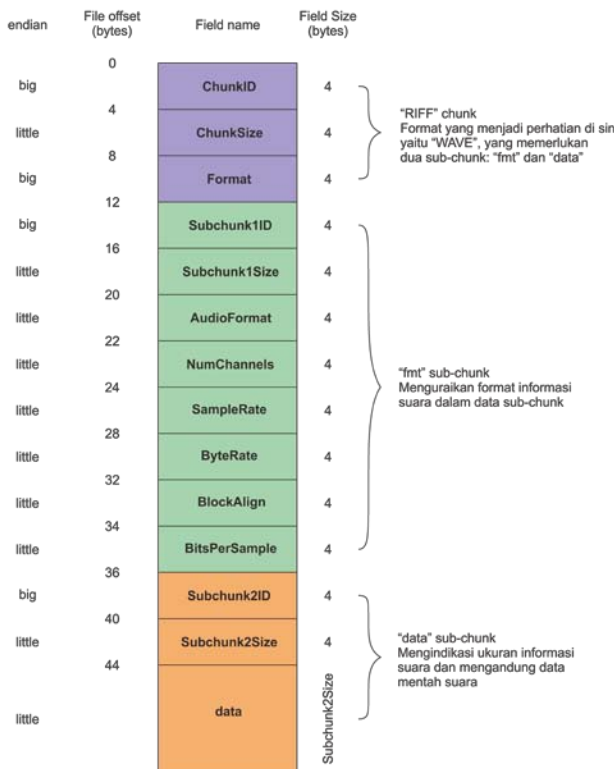 endian
File offset
(bytes)
Field name
Field Size
(bytes)
0
big
ChunkID
4
4
little
ChunkSize
4
8
big
Format
4
12
"RIFF" chunk
Format yang menjadi perhatian di sin
yaitu "WAVE", yang memerlukan
dua sub-chunk: "fmt" dan "data"
big
Subchunk1ID
4
16
little
Subchunk1Size
4
20
little
AudioFormat
4
22
little
NumChannels
4
24
little
SampleRate
4
28
little
ByteRate
4
32
little
BlockAlign
4
34
little
BitsPerSample
4
36
"fmt" sub-chunk
Menguraikan format informasi
suara dalam data sub-chunk
big
Subchunk2ID
4
40
little
Subchunk2Size
4
44
little
data
Subchunk2Size
"data" sub-chunk
Mengindikasi ukuran informasi
suara dan mengandung data
mentah suara